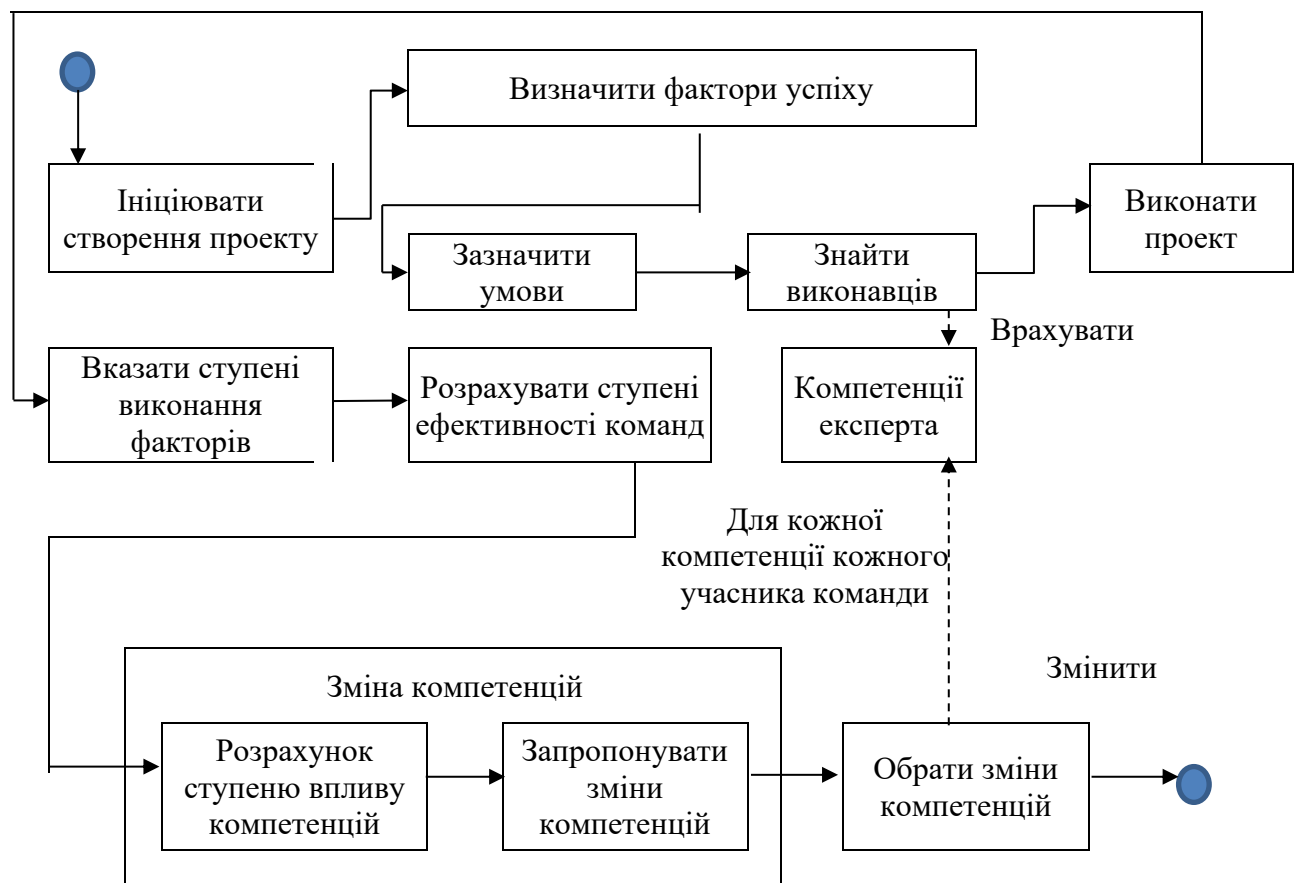 Визначити фактори успіху
Ініціювати
створення проекту
Зазначити
умови
Знайти
виконавців
Виконати
проект
Врахувати
Вказати ступені
виконання
факторів
Розрахувати ступені
ефективності команд
Компетенції
експерта
Для кожної
компетенції кожного
учасника команди
Змінити
Зміна компетенцій
Розрахунок
ступеню впливу
компетенцій
Запропонувати
зміни
компетенцій
Обрати зміни
компетенцій